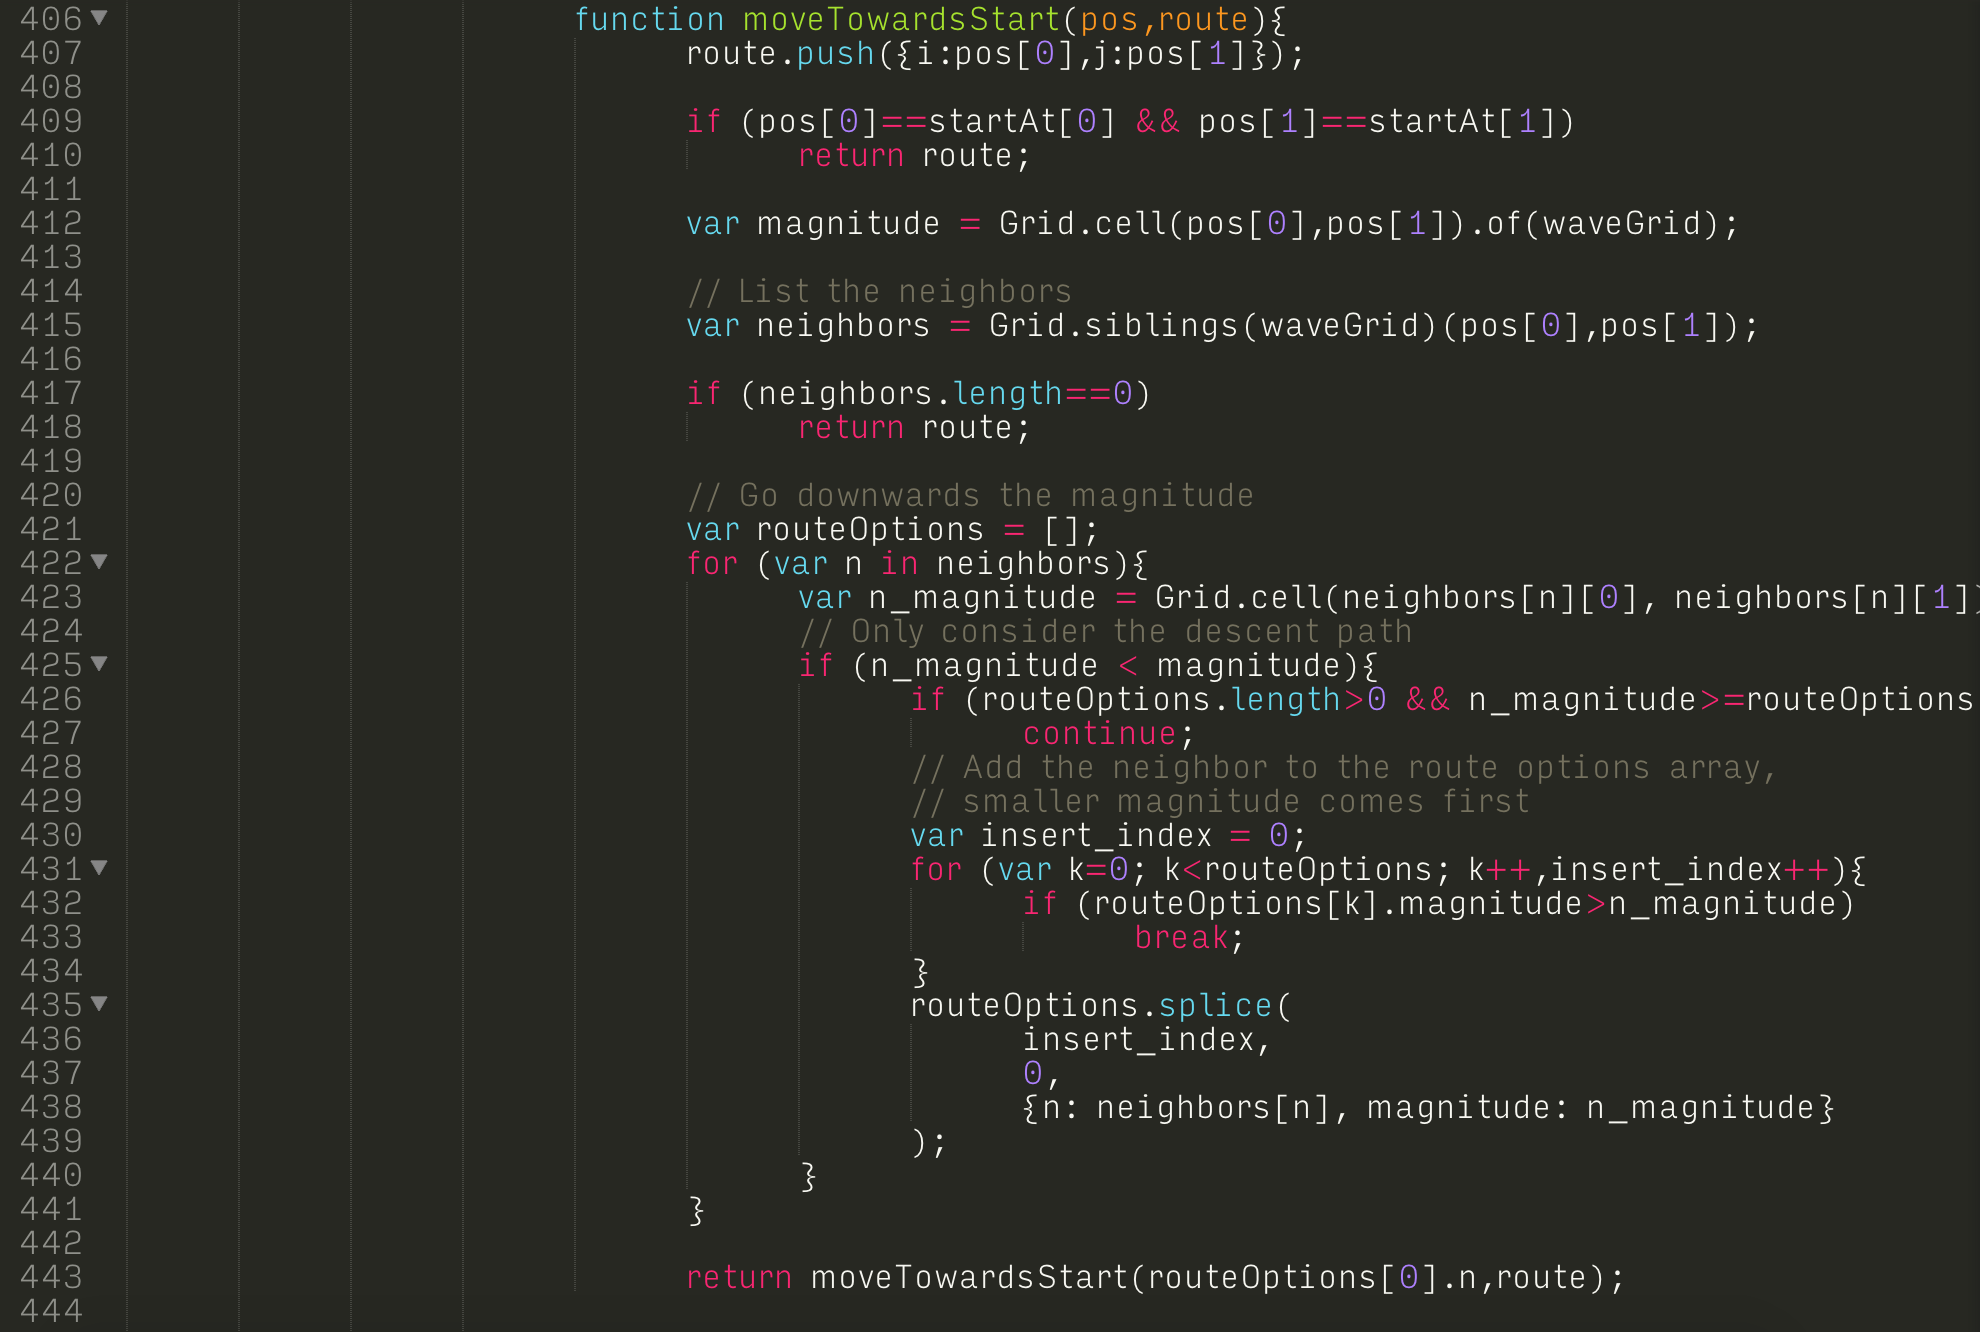 406 function moveTowardsStart(pos,route){
407 route.push({i:pos[0],j:pos[1]});
408
409 if (pos[0]==startAt[0] && pos[1]==startAt[1])
410 return route;
411
412 var magnitude = Grid.cell(pos[0],pos[1]).of(waveGrid);
413
414 // List the neighbors
415 var neighbors = Grid.siblings(waveGrid)(pos[0],pos[1]);
416
417 if (neighbors.length==0)
418 return route;
419
420 // Go downwards the magnitude
421 var routeOptions = [];
422 for (var n in neighbors){
423 var n_magnitude = Grid.cell(neighbors[n][0], neighbors[n][1])
424 // Only consider the descent path
425 if (n_magnitude < magnitude){
426 if (routeOptions.length>0 && n_magnitude>=routeOptions
427 continue;
428 // Add the neighbor to the route options array,
429 // smaller magnitude comes first
430 var insert_index = 0;
431 for (var k=0; k<routeOptions; k++,insert_index++){
432 if (routeOptions[k].magnitude>n_magnitude)
433 break;
434 }
435 routeOptions.splice(
436 insert_index,
437 0,
438 {n: neighbors[n], magnitude: n_magnitude}
439 );
440 }
441 }
442
443 return moveTowardsStart(routeOptions[0].n,route);
444